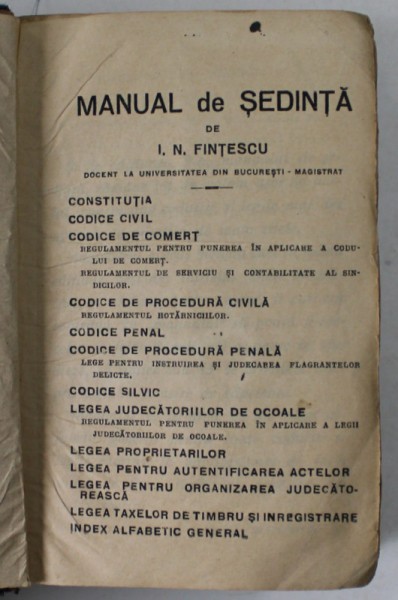 MANUAL de ȘEDINȚĂ
DE
I. N. FINȚESCU
DOCENT LA UNIVERSITATEA DIN BUCUREȘTI - MAGISTRAT
CONSTITUȚIA
CODICE CIVIL
CODICE DE COMERȚ
REGULAMENTUL PENTRU PUNEREA ÎN APLICARE A CODU-
LUI DE COMERȚ.
REGULAMENTUL DE SERVICIU ȘI CONTABILITATE AL SIN-
DICILOR.
CODICE DE PROCEDURĂ CIVILĂ
REGULAMENTUL HOTĂRNICIILOR.
CODICE PENAL
CODICE DE PROCEDURĂ PENALĂ
LEGE PENTRU INSTRUIREA ȘI JUDECAREA FLAGRANTELOR
DELICTE.
CODICE SILVIC
LEGEA JUDECĂTORIILOR DE OCOALE
REGULAMENTUL PENTRU PUNEREA ÎN APLICARE A LEGII
JUDECĂTORIILOR DE OCOALE.
LEGEA PROPRIETARILOR
LEGEA PENTRU AUTENTIFICAREA ACTELOR
LEGEA PENTRU ORGANIZAREA JUDECĂTO-
REASCĂ
LEGEA TAXELOR DE TIMBRU ȘI INREGISTRARE
INDEX ALFABETIC GENERAL